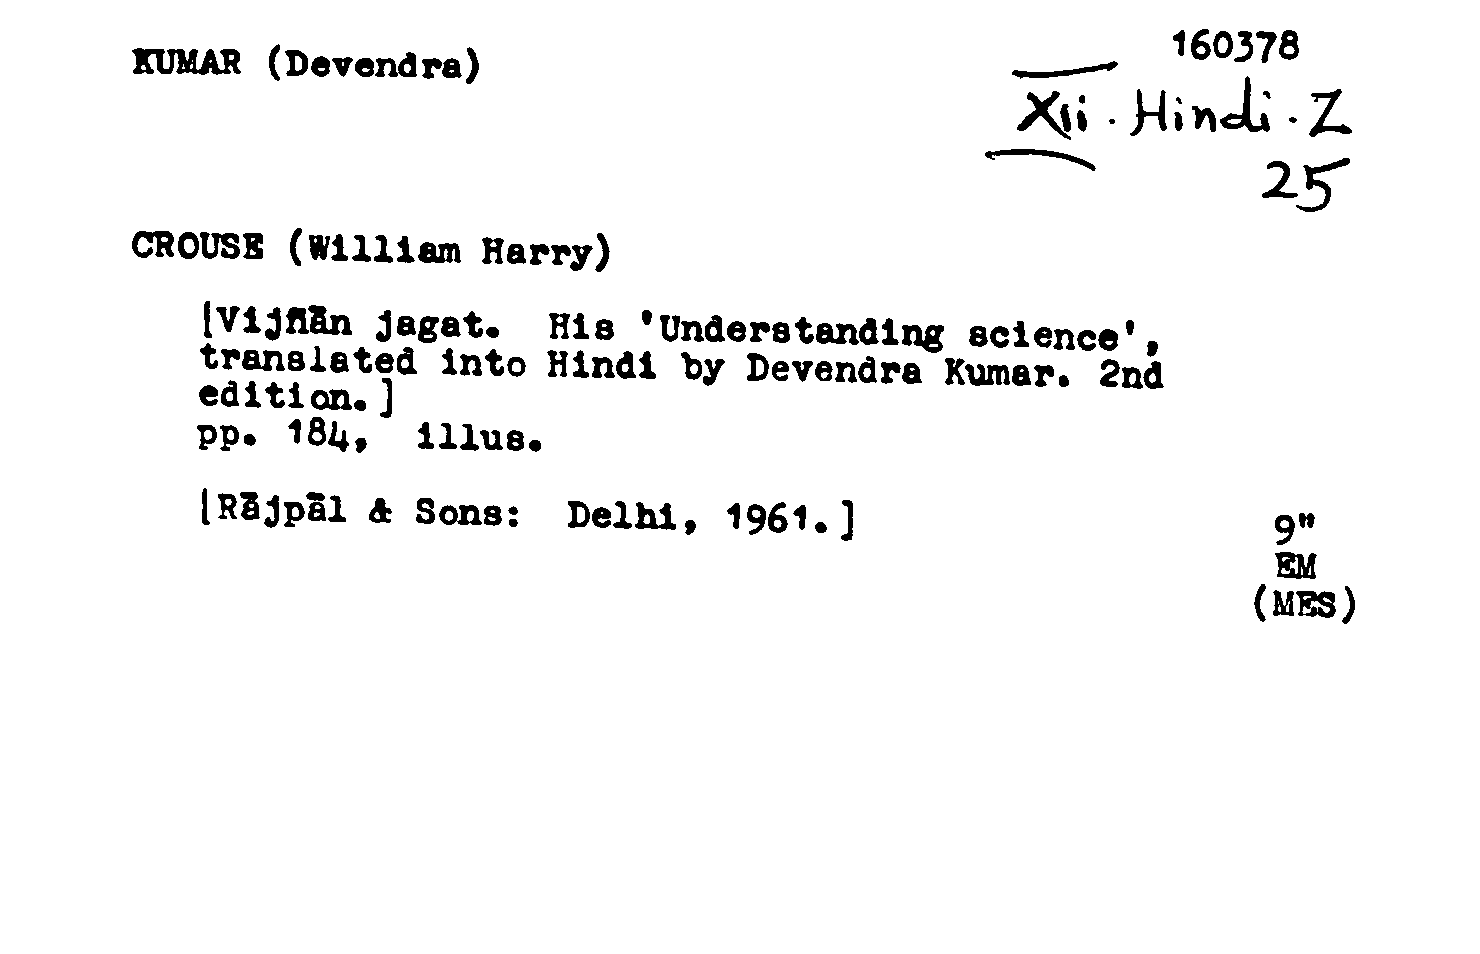 KUMAR (Devendra)
160378
XII. Hindi. Z
25
CROUSE (William Harry)
[Vijñān jagat. His 'Understanding science',
translated into Hindi by Devendra Kumar. 2nd
edition.]
pp. 184, illus.
[Rājpāl & Sons: Delhi, 1961.]
9"
EM
(MES)